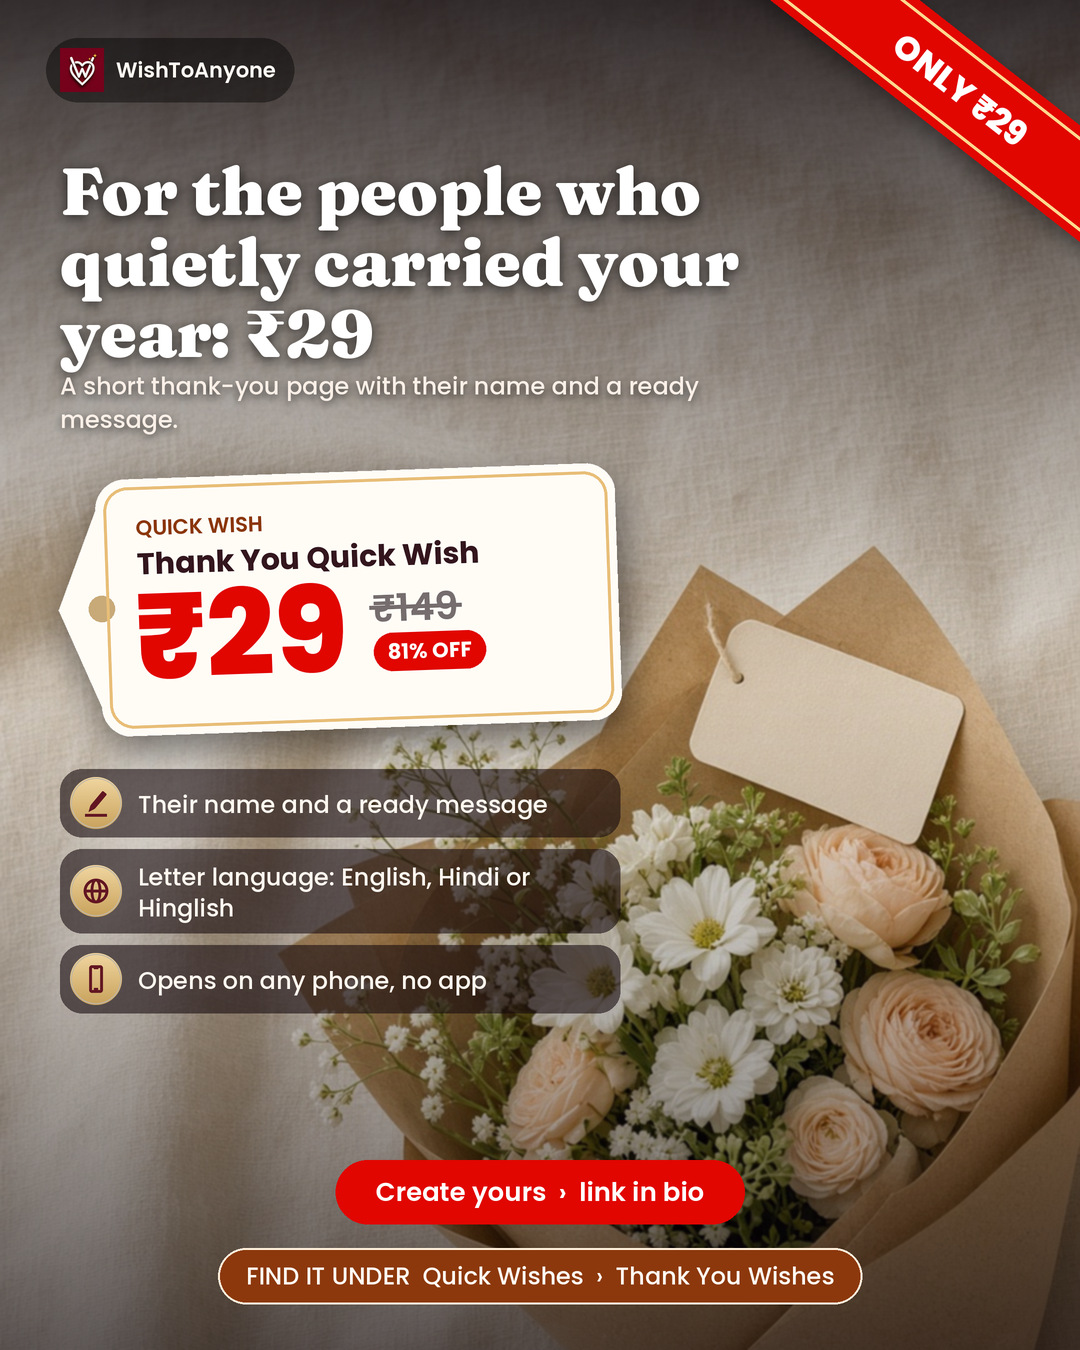 WishToAnyone
ONLY ₹29
For the people who
quietly carried your
year: ₹29
A short thank-you page with their name and a ready
message.
QUICK WISH
Thank You Quick Wish
₹29
₹149
81% OFF
Their name and a ready message
Letter language: English, Hindi or
Hinglish
Opens on any phone, no app
Create yours › link in bio
FIND IT UNDER Quick Wishes › Thank You Wishes